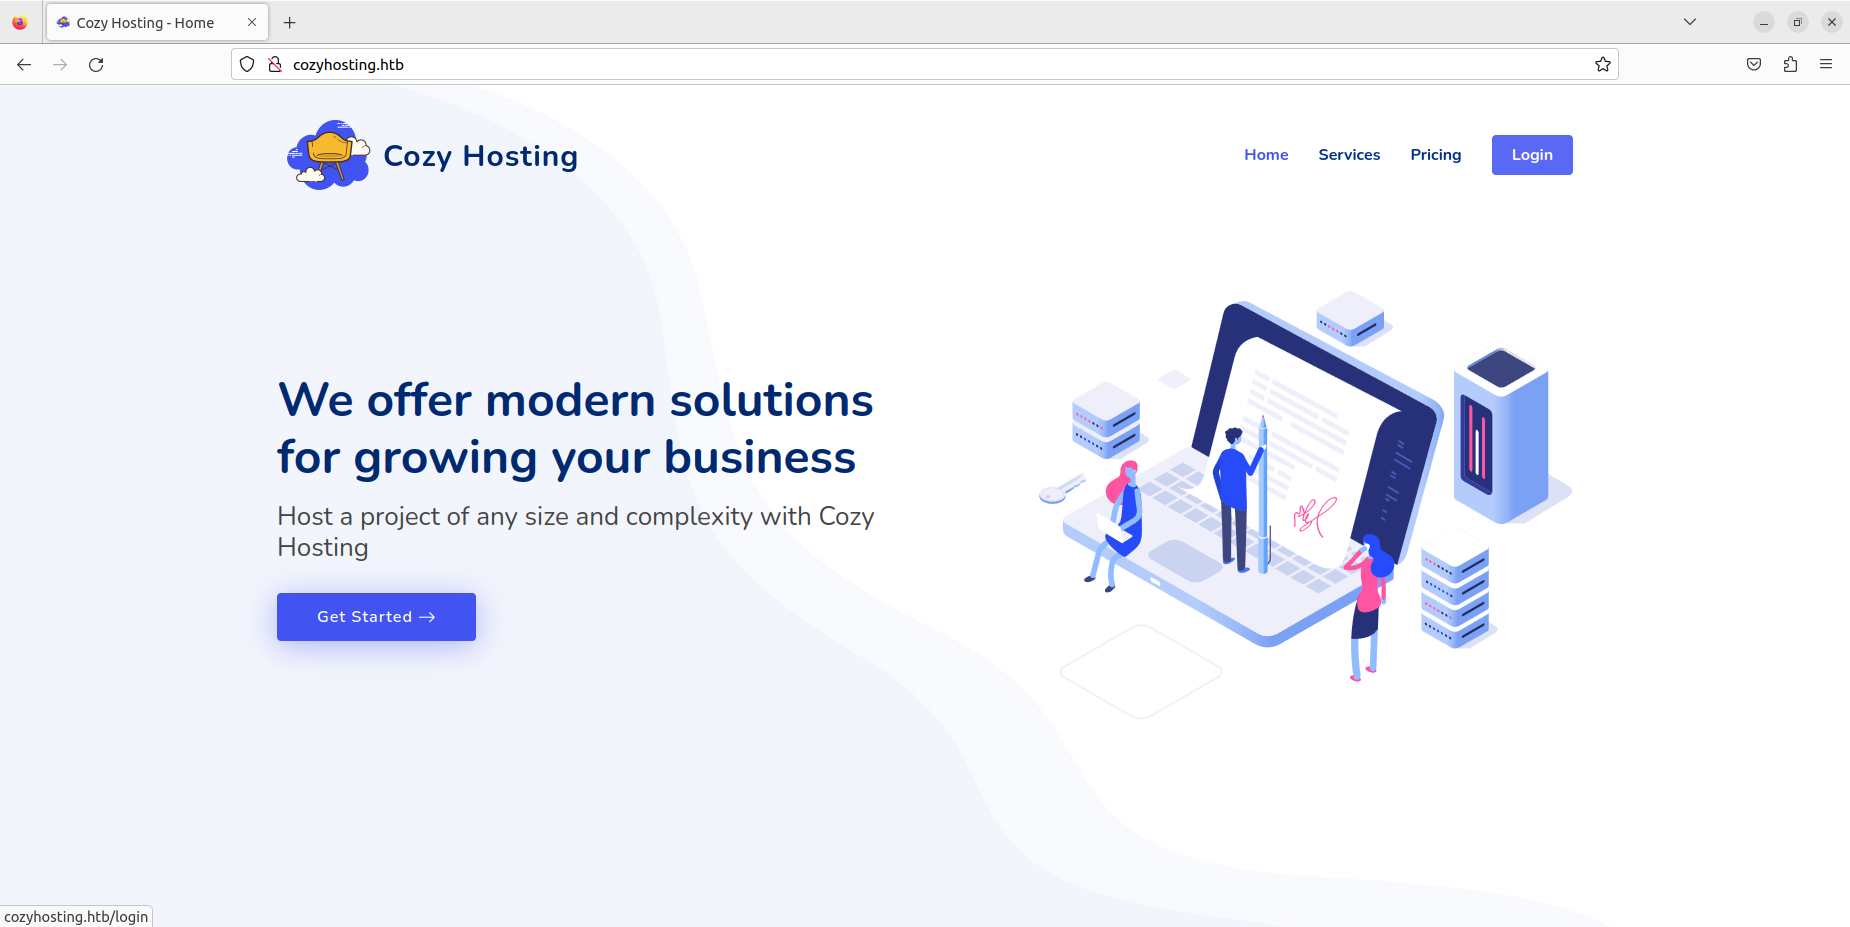 Cozy Hosting - Home
cozyhosting.htb
Cozy Hosting
Home Services Pricing Login
We offer modern solutions
for growing your business
Host a project of any size and complexity with Cozy
Hosting
Get Started →
cozyhosting.htb/login